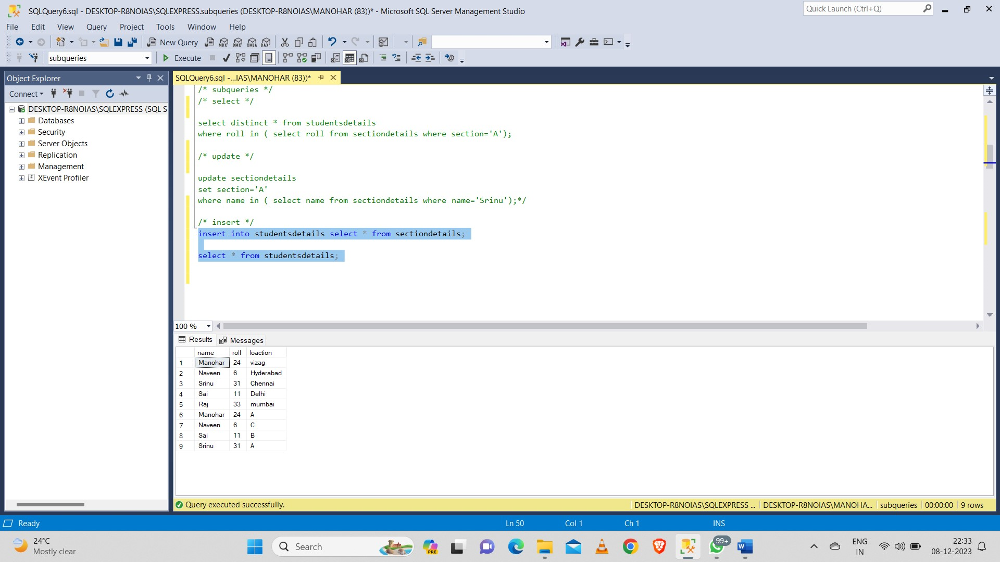 SQLQuery6.sql - DESKTOP-R8NOIAS\SQLEXPRESS.subqueries (DESKTOP-R8NOIAS\MANOHAR (83))* - Microsoft SQL Server Management Studio
Quick Launch (Ctrl+Q)
File Edit View Query Project Tools Window Help
New Query MDX DMX XMLA DAX
subqueries Execute
Object Explorer
SQLQuery6.sql -...IAS\MANOHAR (83))*
Connect
DESKTOP-R8NOIAS\SQLEXPRESS (SQL S
Databases
Security
Server Objects
Replication
Management
XEvent Profiler
/* subqueries */
/* select */
select distinct * from studentsdetails
where roll in ( select roll from sectiondetails where section='A');
/* update */
update sectiondetails
set section='A'
where name in ( select name from sectiondetails where name='Srinu');*/
/* insert */
insert into studentsdetails select * from sectiondetails;
select * from studentsdetails;
100 %
Results Messages
name roll loaction
1 Manohar 24 vizag
2 Naveen 6 Hyderabad
3 Srinu 31 Chennai
4 Sai 11 Delhi
5 Raj 33 mumbai
6 Manohar 24 A
7 Naveen 6 C
8 Sai 11 B
9 Srinu 31 A
Query executed successfully. DESKTOP-R8NOIAS\SQLEXPRESS ... DESKTOP-R8NOIAS\MANOHA... subqueries 00:00:00 9 rows
Ready Ln 50 Col 1 Ch 1 INS
24°C
Mostly clear
Search
PRE
99+
W
ENG
IN
22:33
08-12-2023